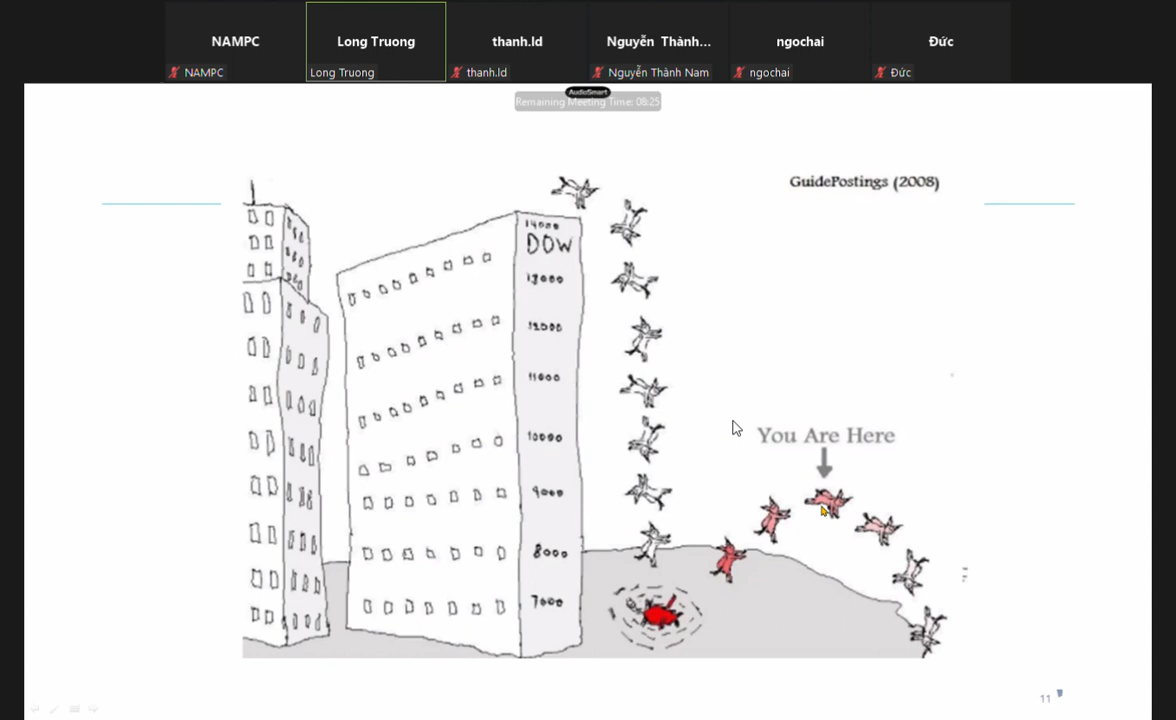 NAMPC
Long Truong
thanh.ld
Nguyễn Thành...
ngochai
Đức
NAMPC
Long Truong
thanh.ld
Nguyễn Thành Nam
ngochai
Đức
AudioSmart
Remaining Meeting Time: 08:25
GuidePostings (2008)
14000
DOW
13000
12000
11000
10000
9000
8000
7000
You Are Here
11